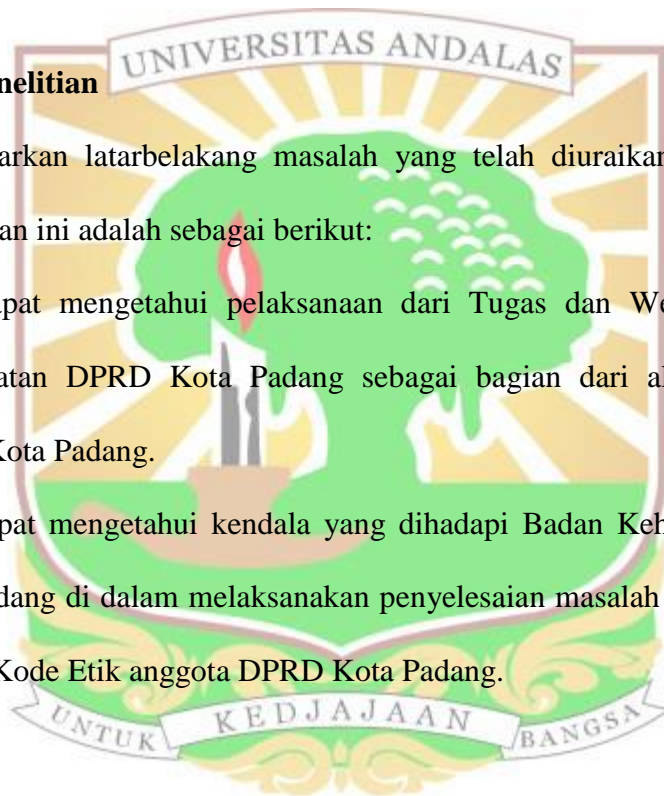 UNIVERSITAS ANDALAS
nelitian
arkan latarbelakang masalah yang telah diuraikan
an ini adalah sebagai berikut:
apat mengetahui pelaksanaan dari Tugas dan We
atan DPRD Kota Padang sebagai bagian dari al
Kota Padang.
pat mengetahui kendala yang dihadapi Badan Keh
dang di dalam melaksanakan penyelesaian masalah
Kode Etik anggota DPRD Kota Padang.
UNTUK KEDJAJAAN BANGSA